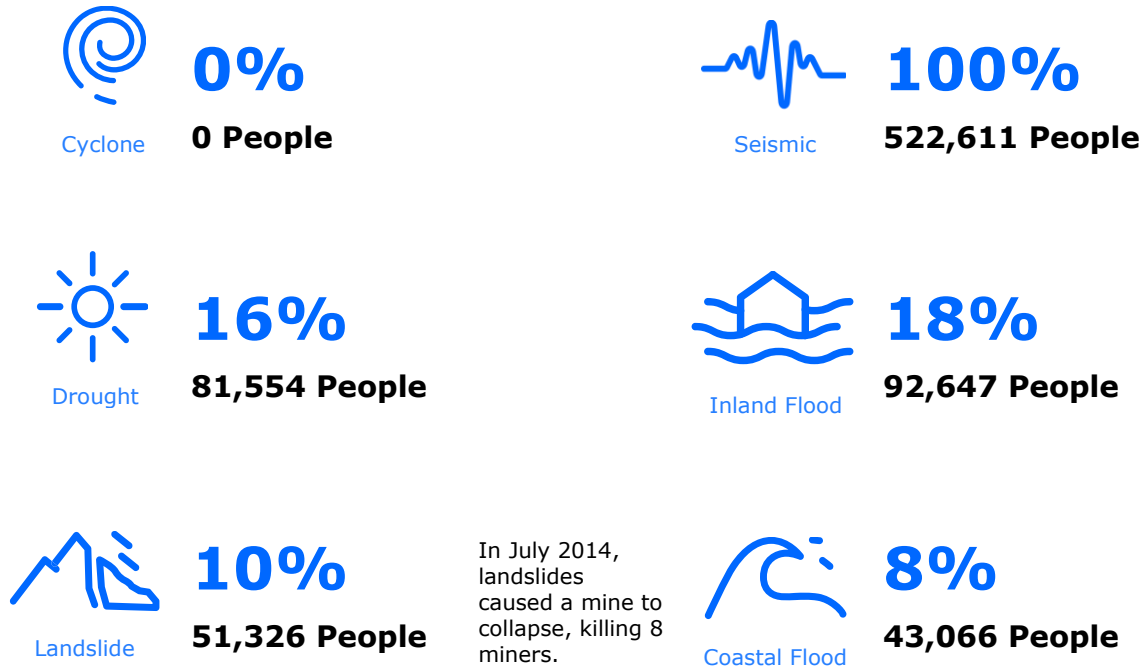 0%
0 People
Cyclone
100%
522,611 People
Seismic
16%
81,554 People
Drought
18%
92,647 People
Inland Flood
10%
51,326 People
Landslide
In July 2014,
landslides
caused a mine to
collapse, killing 8
miners.
8%
43,066 People
Coastal Flood